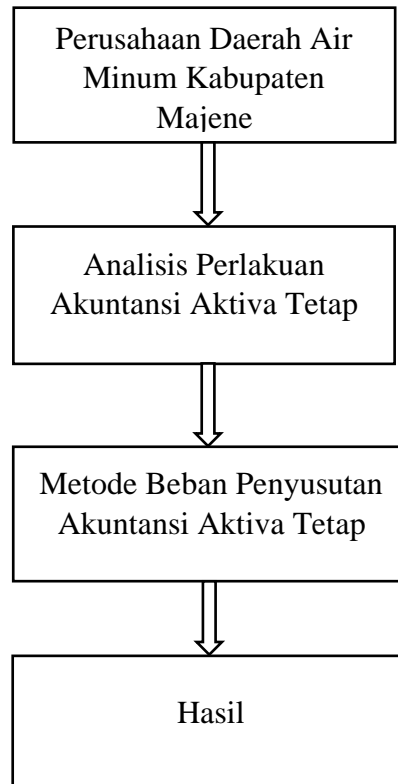 Perusahaan Daerah Air
Minum Kabupaten
Majene
Analisis Perlakuan
Akuntansi Aktiva Tetap
Metode Beban Penyusutan
Akuntansi Aktiva Tetap
Hasil